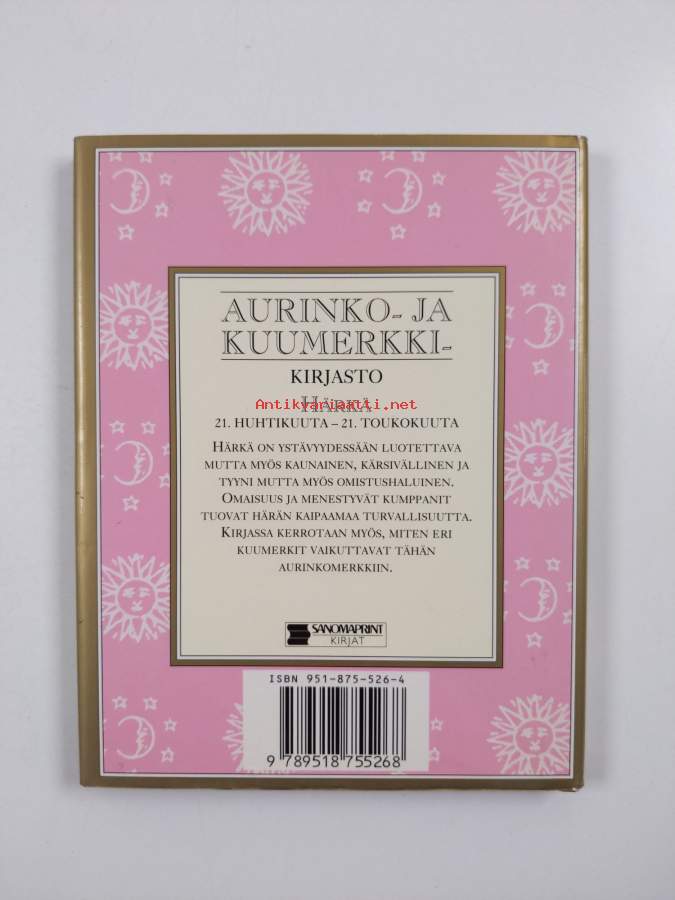 AURINKO- JA
KUUMERKKI-
KIRJASTO
Antikvariaatti.net
HÄRKÄ
21. HUHTIKUUTA – 21. TOUKOKUUTA
HÄRKÄ ON YSTÄVYYDESSÄÄN LUOTETTAVA
MUTTA MYÖS KAUNAINEN, KÄRSIVÄLLINEN JA
TYYNI MUTTA MYÖS OMISTUSHALUINEN.
OMAISUUS JA MENESTYVÄT KUMPPANIT
TUOVAT HÄRÄN KAIPAAMAA TURVALLISUUTTA.
KIRJASSA KERROTAAN MYÖS, MITEN ERI
KUUMERKIT VAIKUTTAVAT TÄHÄN
AURINKOMERKKIIN.
SANOMAPRINT
KIRJAT
ISBN 951-875-526-4
9 789518 755268